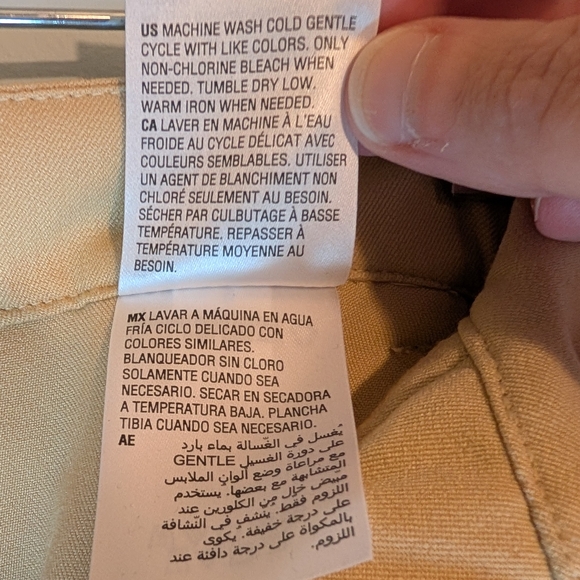 US MACHINE WASH COLD GENTLE
CYCLE WITH LIKE COLORS. ONLY
NON-CHLORINE BLEACH WHEN
NEEDED. TUMBLE DRY LOW.
WARM IRON WHEN NEEDED.
CA LAVER EN MACHINE À L'EAU
FROIDE AU CYCLE DÉLICAT AVEC
COULEURS SEMBLABLES. UTILISER
UN AGENT DE BLANCHIMENT NON
CHLORÉ SEULEMENT AU BESOIN.
SÉCHER PAR CULBUTAGE À BASSE
TEMPÉRATURE. REPASSER À
TEMPÉRATURE MOYENNE AU
BESOIN.
MX LAVAR A MÁQUINA EN AGUA
FRÍA CICLO DELICADO CON
COLORES SIMILARES.
BLANQUEADOR SIN CLORO
SOLAMENTE CUANDO SEA
NECESARIO. SECAR EN SECADORA
A TEMPERATURA BAJA. PLANCHA
TIBIA CUANDO SEA NECESARIO.
AE يُغسل في الغسالة بماء بارد
على دورة الغسيل GENTLE
مع مراعاة وضع ألوان الملابس
المتشابهة مع بعضها. يستخدم
مبيض خالٍ من الكلورين عند
اللزوم فقط. ينشف في النشافة
على درجة خفيفة. يُكوى
بالمكواة على درجة دافئة عند
اللزوم.